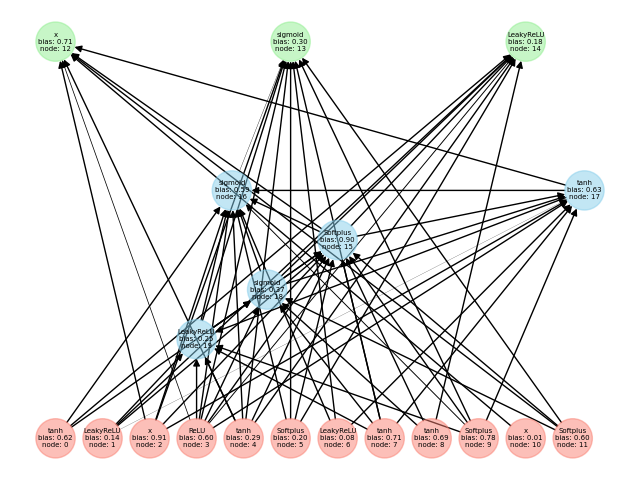 x
bias: 0.71
node: 12
sigmoid
bias: 0.30
node: 13
LeakyReLU
bias: 0.18
node: 14
sigmoid
bias: 0.53
node: 16
tanh
bias: 0.63
node: 17
Softplus
bias: 0.90
node: 15
sigmoid
bias: 0.37
node: 18
LeakyReLU
bias: 0.25
node: 19
tanh
bias: 0.62
node: 0
LeakyReLU
bias: 0.14
node: 1
x
bias: 0.91
node: 2
ReLU
bias: 0.60
node: 3
tanh
bias: 0.29
node: 4
Softplus
bias: 0.20
node: 5
LeakyReLU
bias: 0.08
node: 6
tanh
bias: 0.71
node: 7
tanh
bias: 0.69
node: 8
Softplus
bias: 0.78
node: 9
x
bias: 0.01
node: 10
Softplus
bias: 0.60
node: 11